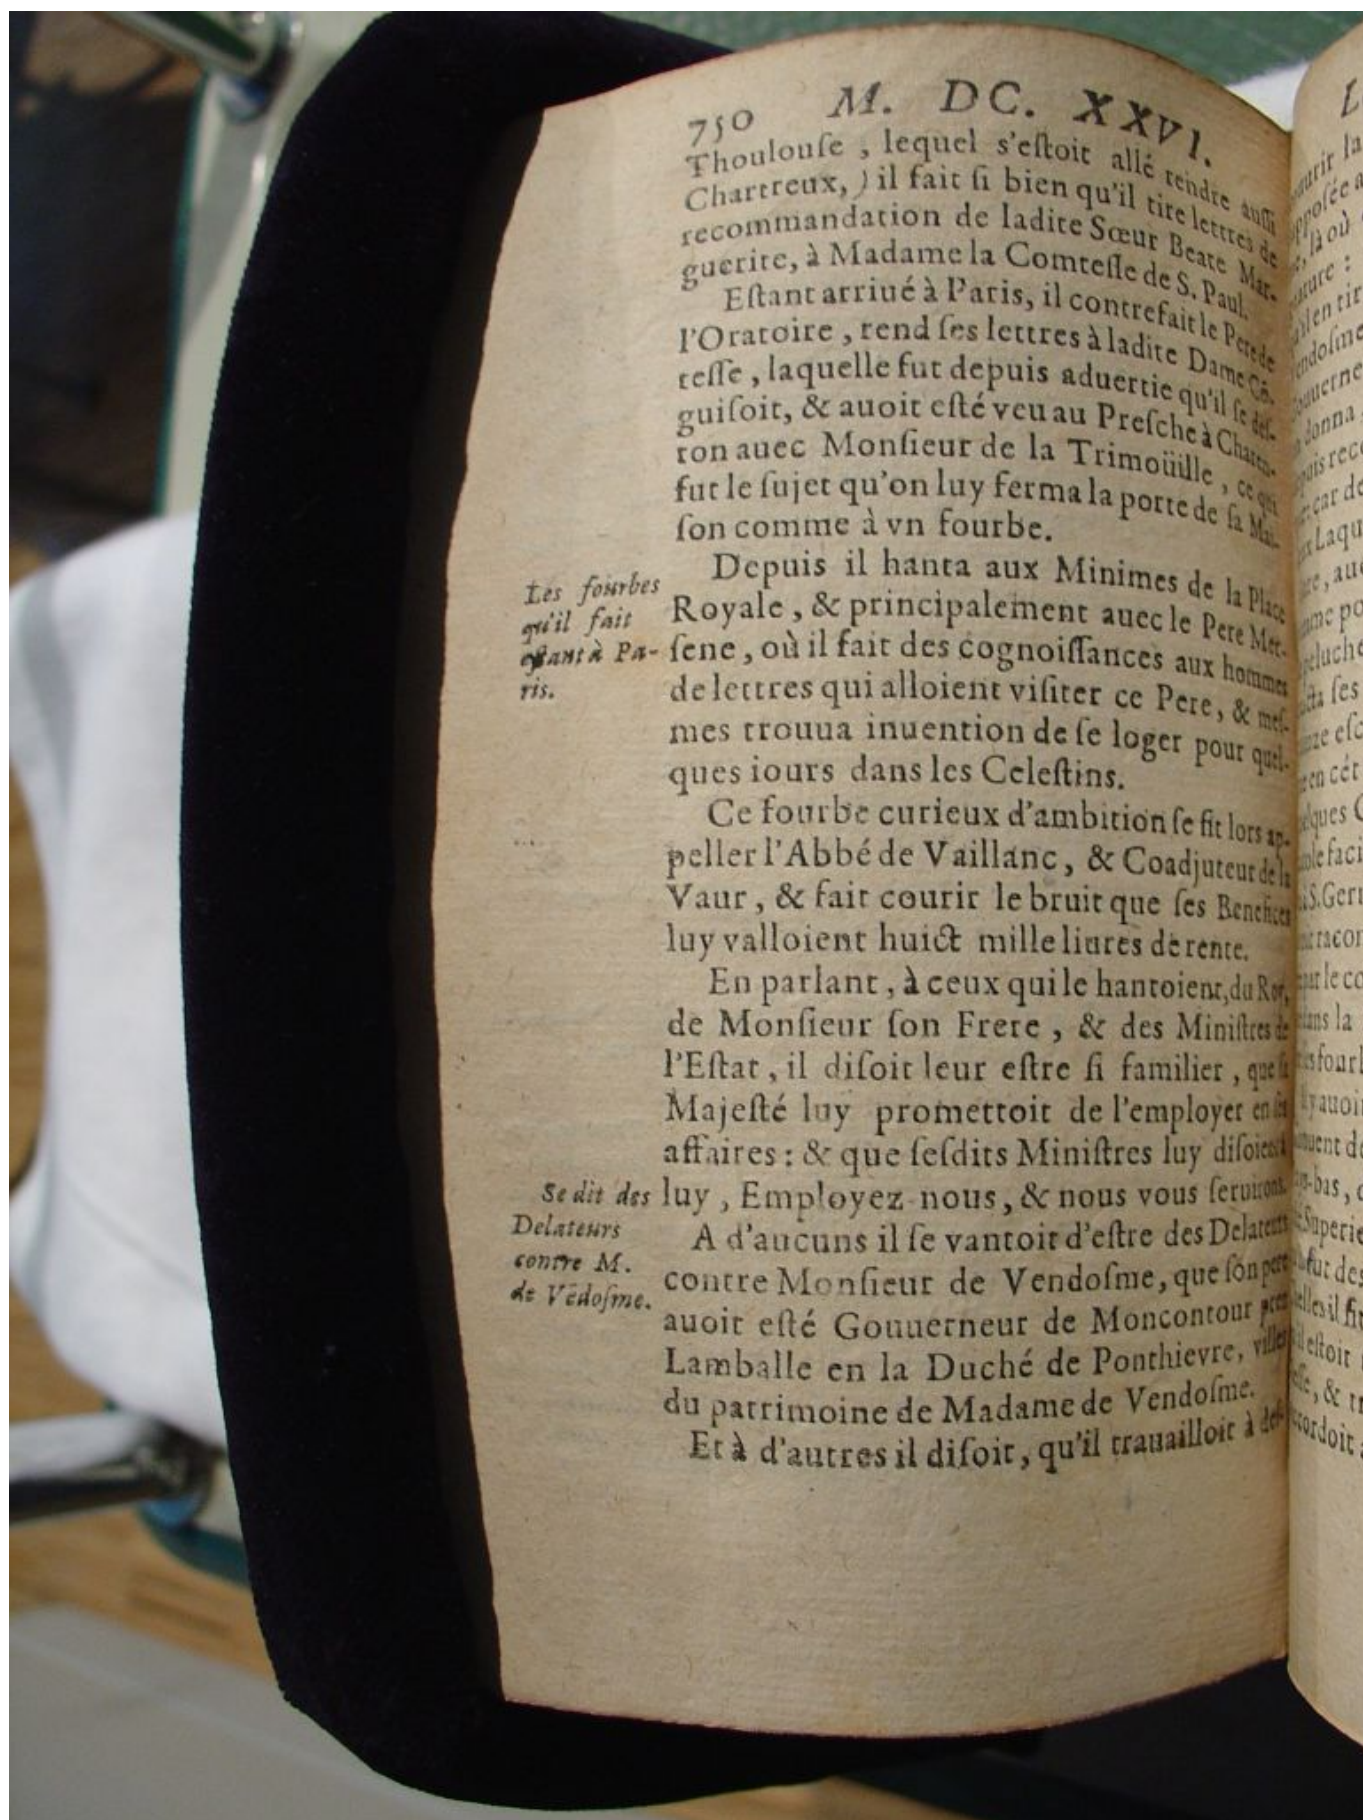 750 M. DC. XXVI.
Thoulouſe , lequel s'eſtoit allé rendre auſſi
Chartreux, ) il fait ſi bien qu'il tire lettres de
recommandation de ladite Sœur Beate Mar-
guerite, à Madame la Comteſſe de S. Paul.
Eſtant arriué à Paris, il contrefait le Pere de
l'Oratoire , rend ſes lettres à ladite Dame Cõ-
teſſe , laquelle fut depuis aduertie qu'il ſe deſ-
guiſoit, & auoit eſté veu au Preſche à Charen-
ton auec Monſieur de la Trimoüille , ce qui
fut le ſujet qu'on luy ferma la porte de ſa Mai-
ſon comme à vn fourbe.
Les fourbes
qu'il fait
eſtant à Pa-
ris.
Depuis il hanta aux Minimes de la Place
Royale , & principalement auec le Pere Mer-
ſene , où il fait des cognoiſſances aux hommes
de lettres qui alloient viſiter ce Pere, & meſ-
mes trouua inuention de ſe loger pour quel-
ques iours dans les Celeſtins.
Ce fourbe curieux d'ambition ſe fit lors ap-
peller l'Abbé de Vaillanc, & Coadjuteur de la
Vaur , & fait courir le bruit que ſes Benefices
luy valloient huict mille liures de rente.
En parlant , à ceux qui le hantoient, du Roy,
de Monſieur ſon Frere , & des Miniſtres de
l'Eſtat , il diſoit leur eſtre ſi familier , que ſa
Majeſté luy promettoit de l'employer en ſes
affaires : & que ſeſdits Miniſtres luy diſoient à
luy , Employez nous, & nous vous ſeruirons.
Se dit des
Delateurs
contre M.
de Vẽdoſme.
A d'aucuns il ſe vantoit d'eſtre des Delateurs
contre Monſieur de Vendoſme, que ſon pere
auoit eſté Gouuerneur de Moncontour prez
Lamballe en la Duché de Ponthievre, villes
du patrimoine de Madame de Vendoſme.
Et à d'autres il diſoit , qu'il trauailloit à deſ-